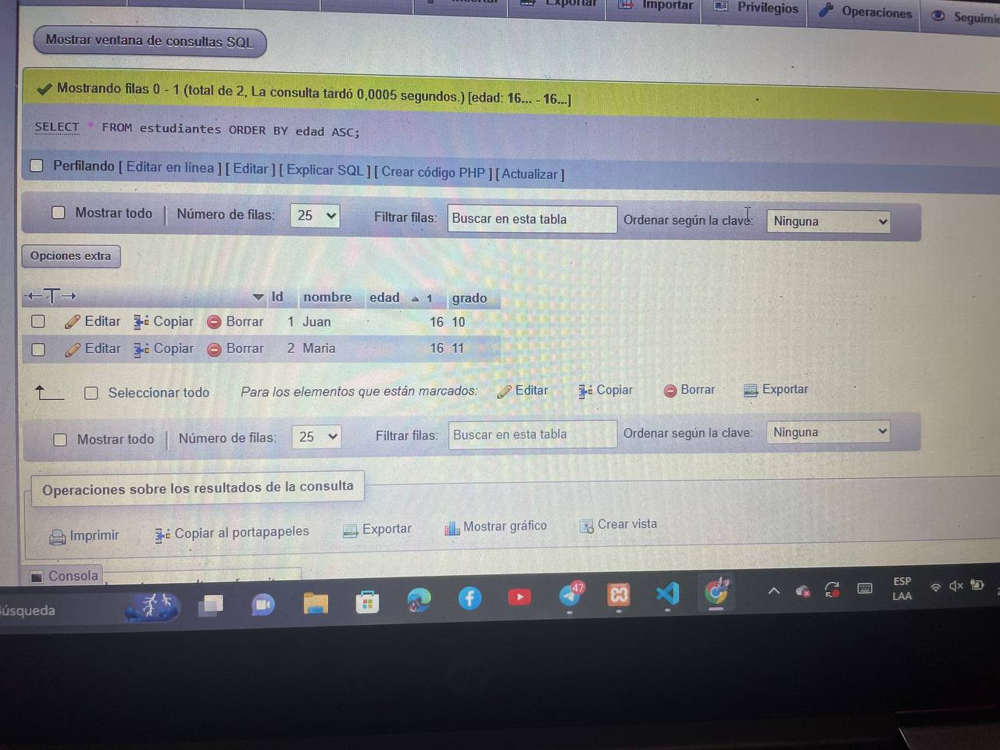 Exportar Importar Privilegios Operaciones
Mostrar ventana de consultas SQL
Mostrando filas 0 - 1 (total de 2, La consulta tardó 0,0005 segundos.) [edad: 16... - 16...]
SELECT * FROM estudiantes ORDER BY edad ASC;
Perfilando [ Editar en línea ] [ Editar ] [ Explicar SQL ] [ Crear código PHP ] [ Actualizar ]
Mostrar todo | Número de filas: 25 Filtrar filas: Buscar en esta tabla Ordenar según la clave: Ninguna
Opciones extra
Id nombre edad 1 grado
Editar Copiar Borrar 1 Juan 16 10
Editar Copiar Borrar 2 Maria 16 11
Seleccionar todo Para los elementos que están marcados: Editar Copiar Borrar Exportar
Mostrar todo | Número de filas: 25 Filtrar filas: Buscar en esta tabla Ordenar según la clave: Ninguna
Operaciones sobre los resultados de la consulta
Imprimir Copiar al portapapeles Exportar Mostrar gráfico Crear vista
Consola
Búsqueda 47 ESP
LAA